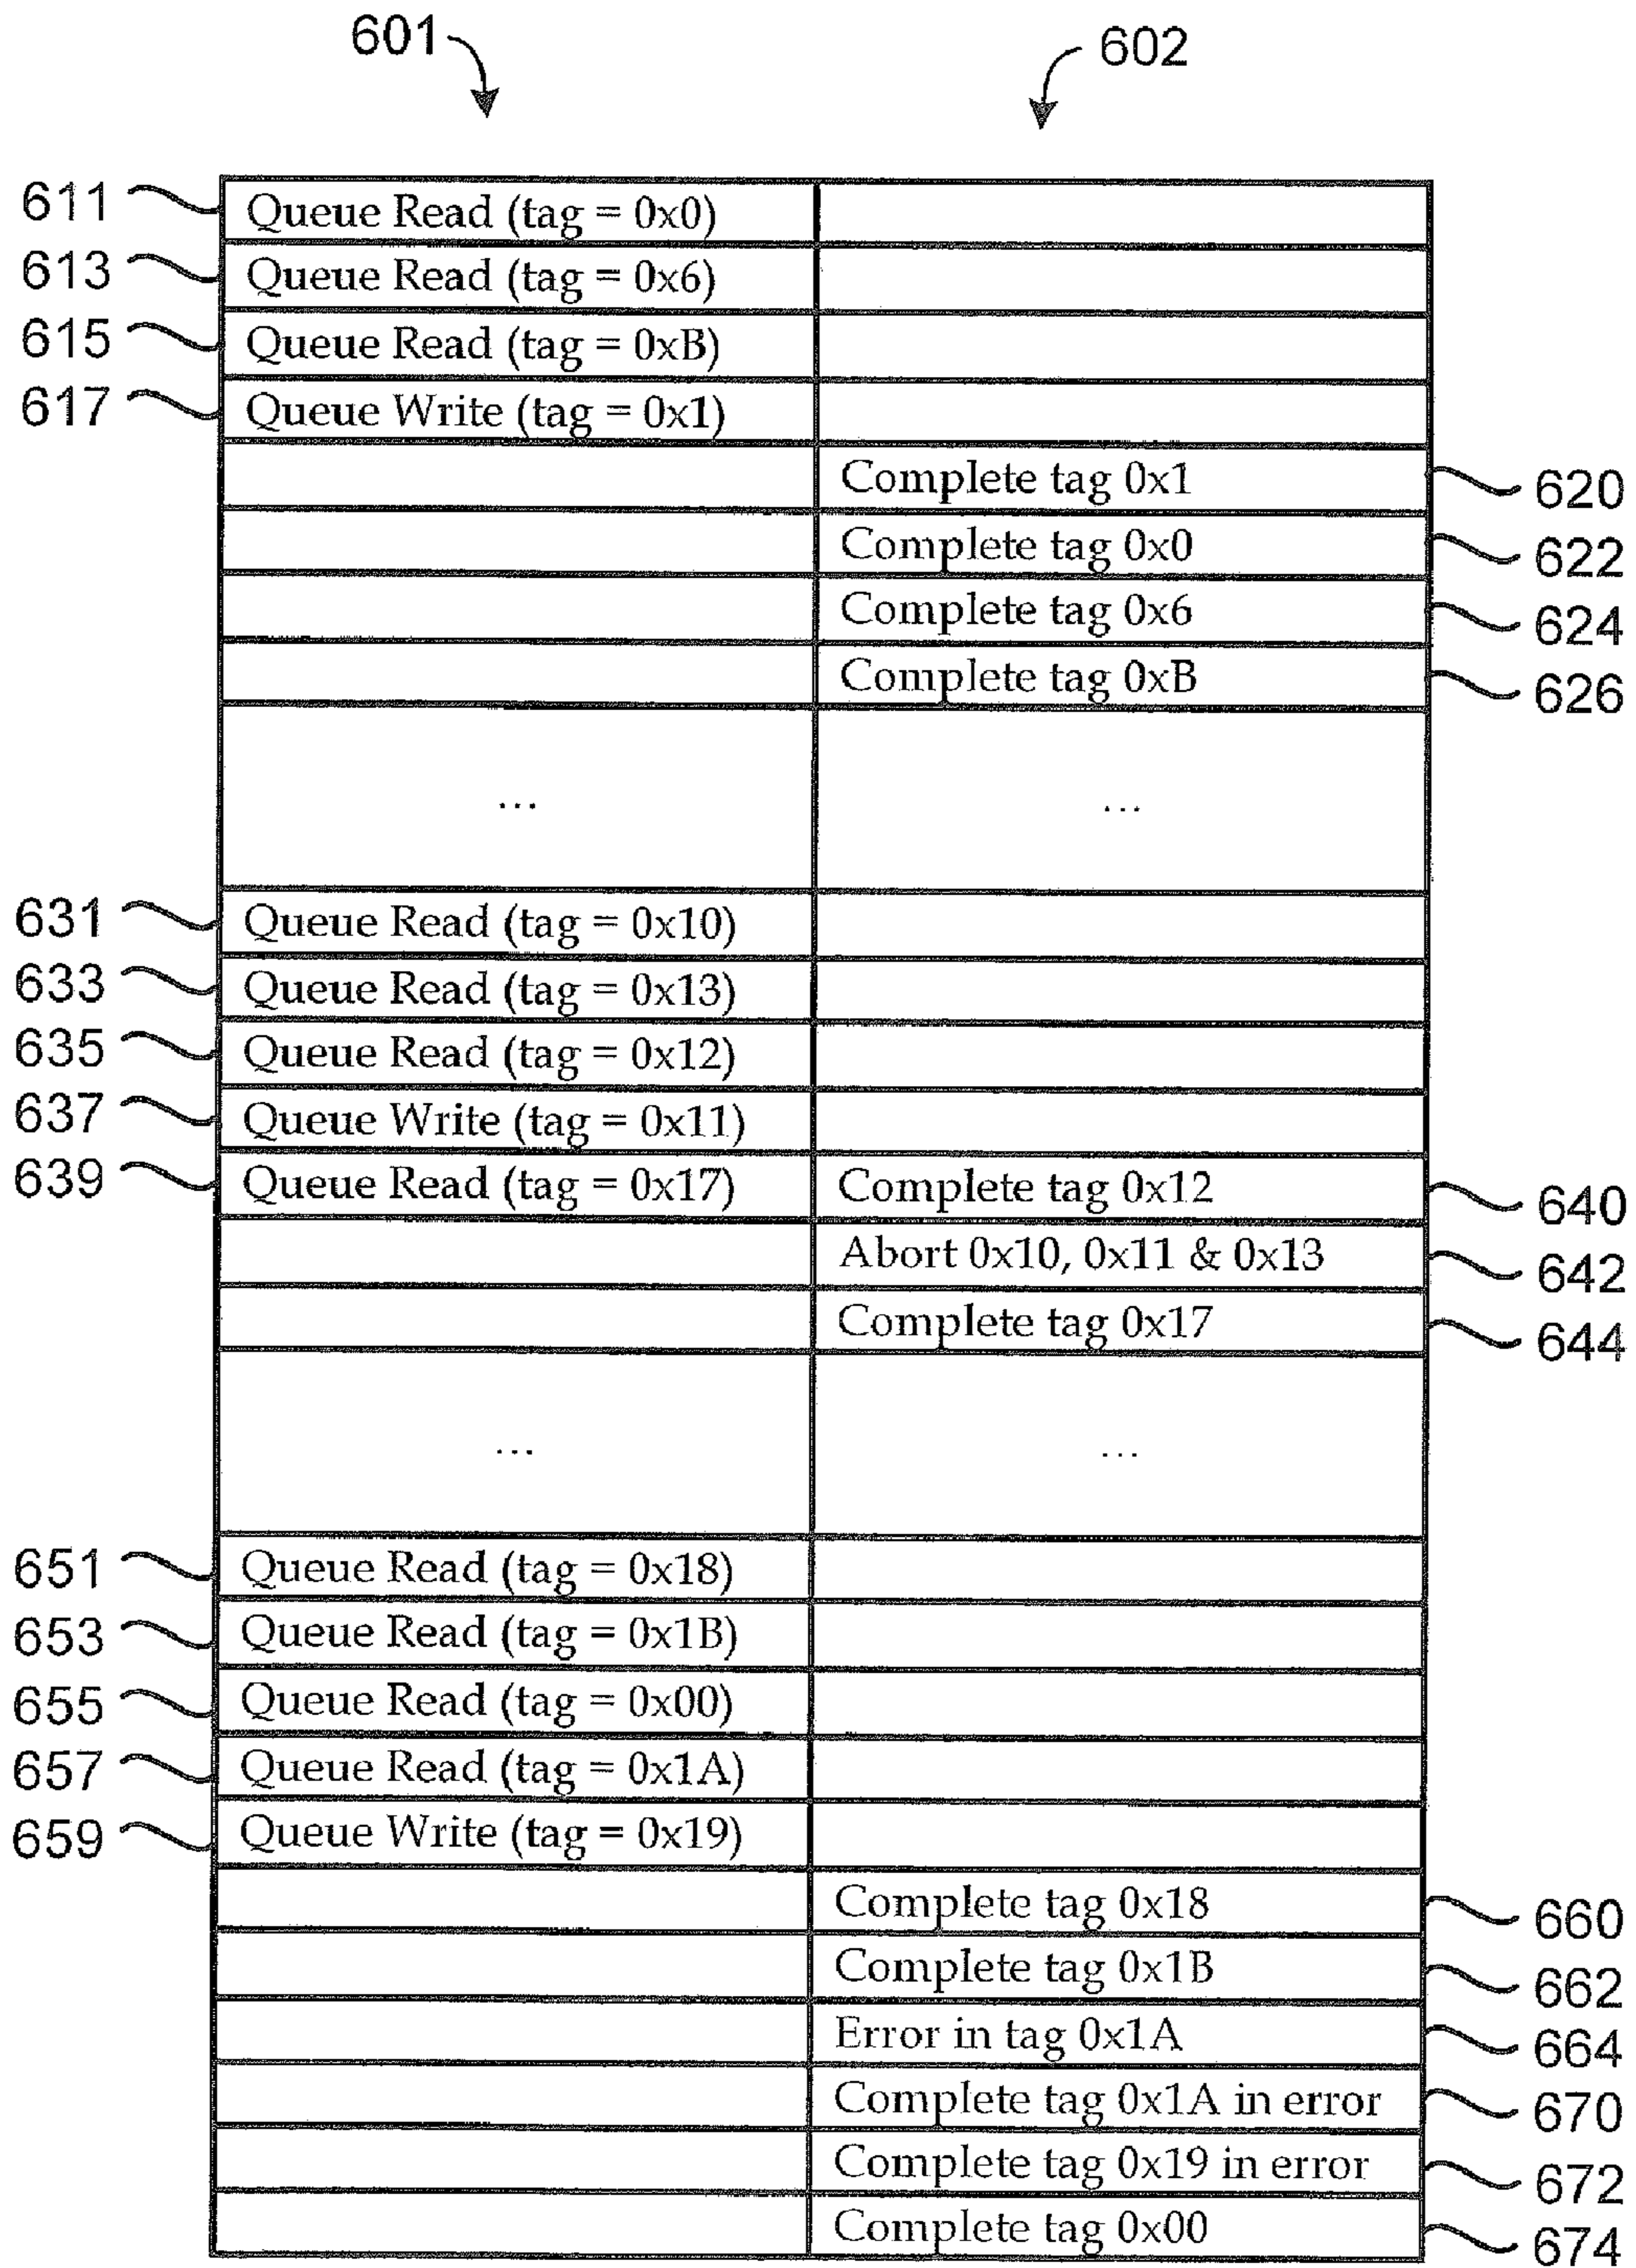 601 602
611 Queue Read (tag = 0x0)
613 Queue Read (tag = 0x6)
615 Queue Read (tag = 0xB)
617 Queue Write (tag = 0x1)
Complete tag 0x1 620
Complete tag 0x0 622
Complete tag 0x6 624
Complete tag 0xB 626
... ...
631 Queue Read (tag = 0x10)
633 Queue Read (tag = 0x13)
635 Queue Read (tag = 0x12)
637 Queue Write (tag = 0x11)
639 Queue Read (tag = 0x17) Complete tag 0x12 640
Abort 0x10, 0x11 & 0x13 642
Complete tag 0x17 644
... ...
651 Queue Read (tag = 0x18)
653 Queue Read (tag = 0x1B)
655 Queue Read (tag = 0x00)
657 Queue Read (tag = 0x1A)
659 Queue Write (tag = 0x19)
Complete tag 0x18 660
Complete tag 0x1B 662
Error in tag 0x1A 664
Complete tag 0x1A in error 670
Complete tag 0x19 in error 672
Complete tag 0x00 674